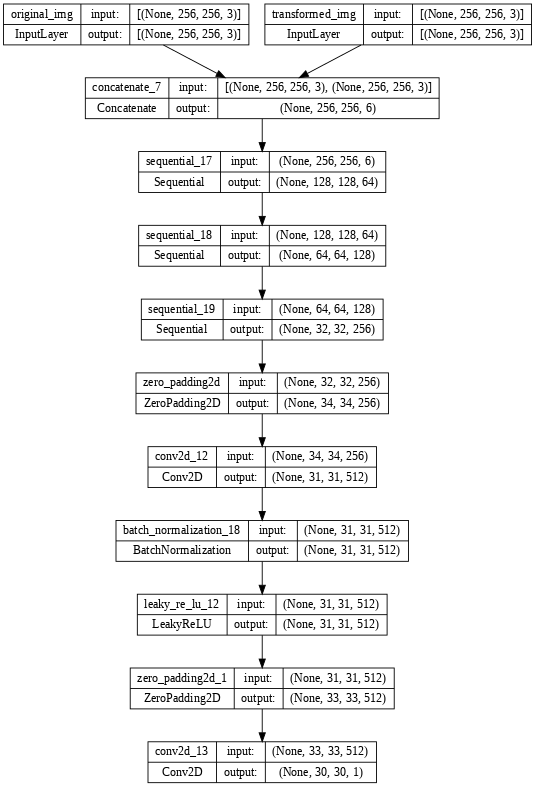 original_img input: [(None, 256, 256, 3)]
InputLayer output: [(None, 256, 256, 3)]
transformed_img input: [(None, 256, 256, 3)]
InputLayer output: [(None, 256, 256, 3)]
concatenate_7 input: [(None, 256, 256, 3), (None, 256, 256, 3)]
Concatenate output: (None, 256, 256, 6)
sequential_17 input: (None, 256, 256, 6)
Sequential output: (None, 128, 128, 64)
sequential_18 input: (None, 128, 128, 64)
Sequential output: (None, 64, 64, 128)
sequential_19 input: (None, 64, 64, 128)
Sequential output: (None, 32, 32, 256)
zero_padding2d input: (None, 32, 32, 256)
ZeroPadding2D output: (None, 34, 34, 256)
conv2d_12 input: (None, 34, 34, 256)
Conv2D output: (None, 31, 31, 512)
batch_normalization_18 input: (None, 31, 31, 512)
BatchNormalization output: (None, 31, 31, 512)
leaky_re_lu_12 input: (None, 31, 31, 512)
LeakyReLU output: (None, 31, 31, 512)
zero_padding2d_1 input: (None, 31, 31, 512)
ZeroPadding2D output: (None, 33, 33, 512)
conv2d_13 input: (None, 33, 33, 512)
Conv2D output: (None, 30, 30, 1)